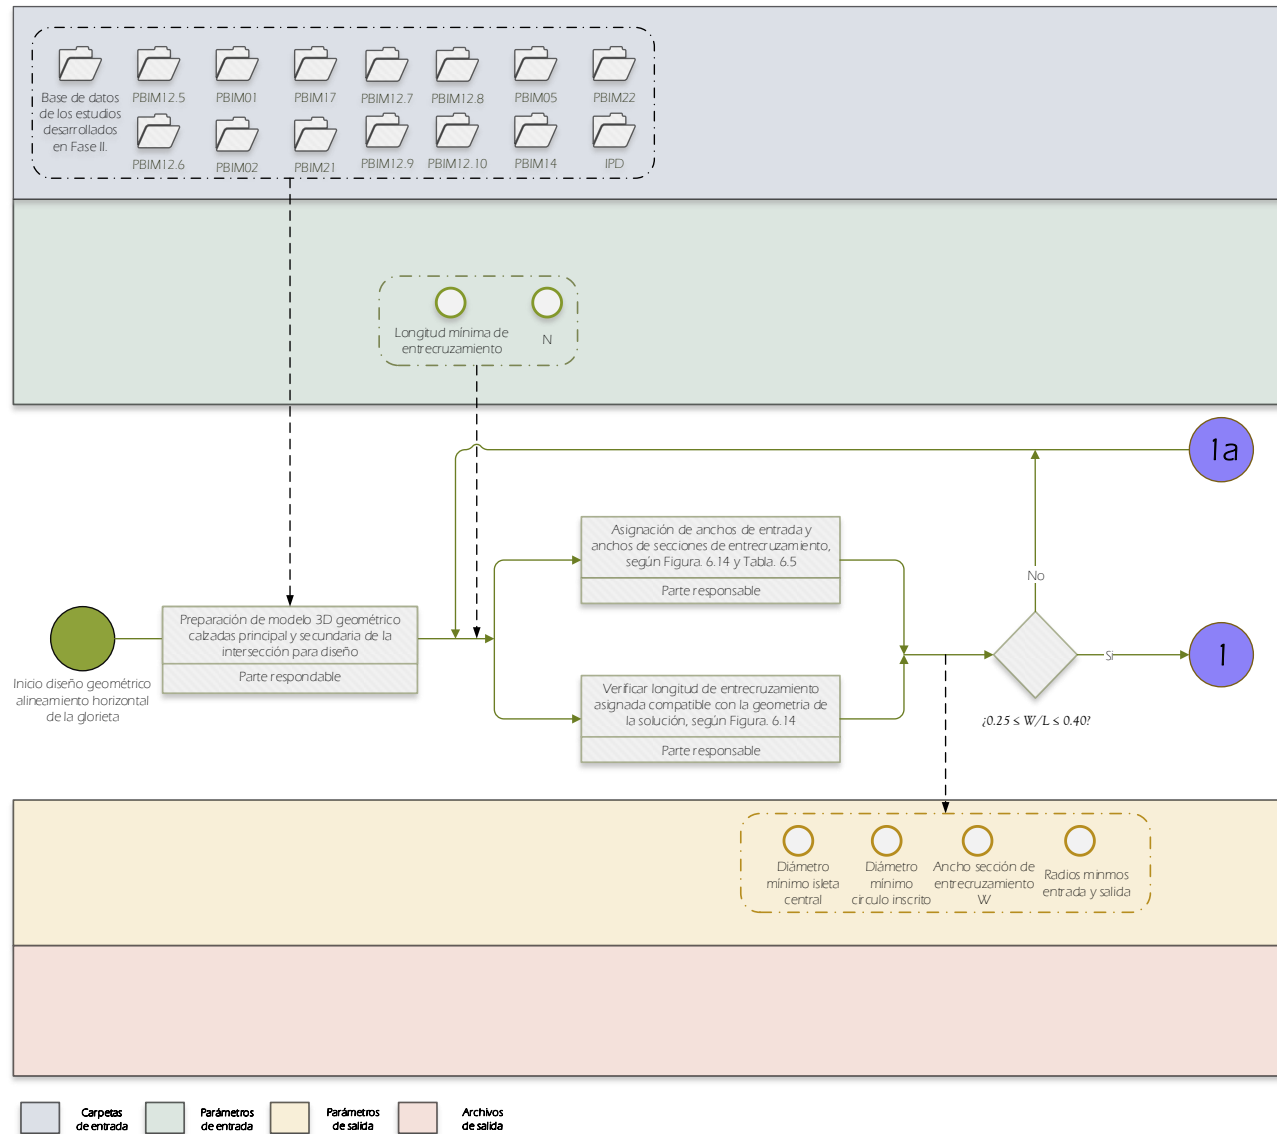 Base de datos
de los estudios
desarrollados
en Fase II.
PBIM12.5
PBIM01
PBIM17
PBIM12.7
PBIM12.8
PBIM05
PBIM22
PBIM12.6
PBIM02
PBIM21
PBIM12.9
PBIM12.10
PBIM14
IPD
Longitud mínima de
entrecruzamiento
N
1a
Asignación de anchos de entrada y
anchos de secciones de entrecruzamiento,
según Figura. 6.14 y Tabla. 6.5
Parte responsable
No
Preparación de modelo 3D geométrico
calzadas principal y secundaria de la
intersección para diseño
Parte respondable
Inicio diseño geométrico
alineamiento horizontal
de la glorieta
Si
1
Verificar longitud de entrecruzamiento
asignada compatible con la geometria de
la solución, según Figura. 6.14
Parte responsable
¿0.25 ≤ W/L ≤ 0.40?
Diámetro
mínimo isleta
central
Diámetro
mínimo
circulo inscrito
Ancho sección de
entrecruzamiento
W
Radios minmos
entrada y salida
Carpetas
de entrada
Parámetros
de entrada
Parámetros
de salida
Archivos
de salida